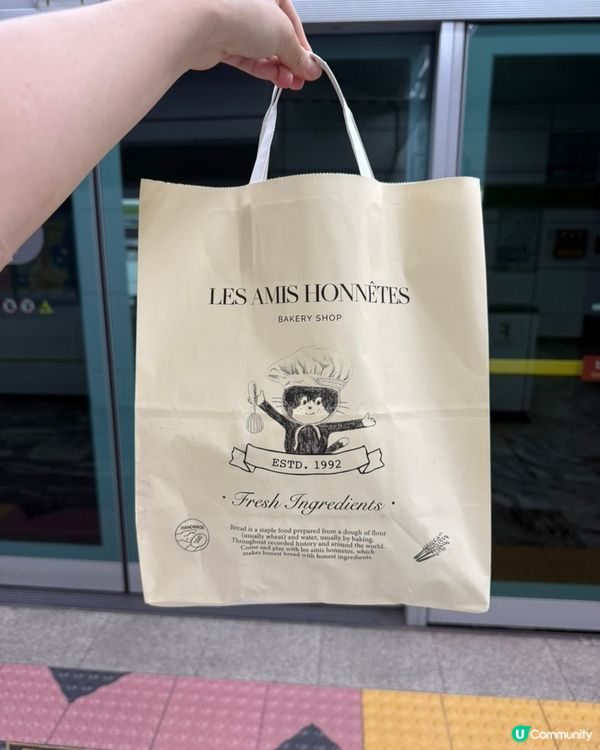 LES AMIS HONNÊTES
BAKERY SHOP
ESTD. 1992
· Fresh Ingredients ·
HANDMADE
Bread is a staple food prepared from a dough of flour
(usually wheat) and water, usually by baking.
Throughout recorded history and around the world.
Come and play with les amis honnetes, which
makes honest bread with honest ingredients.
U Community